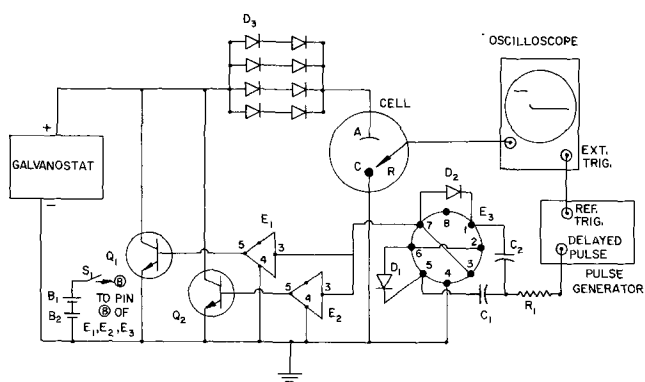 D3
OSCILLOSCOPE
CELL
A
C
R
EXT.
TRIG.
+
GALVANOSTAT
−
D2
7
8
1
E3
6
2
5
4
3
D1
C2
C1
R1
REF.
TRIG.
DELAYED
PULSE
PULSE
GENERATOR
E1
5
4
3
E2
5
4
3
Q1
Q2
S1
8
B1
B2
TO PIN
8 OF
E1,E2,E3